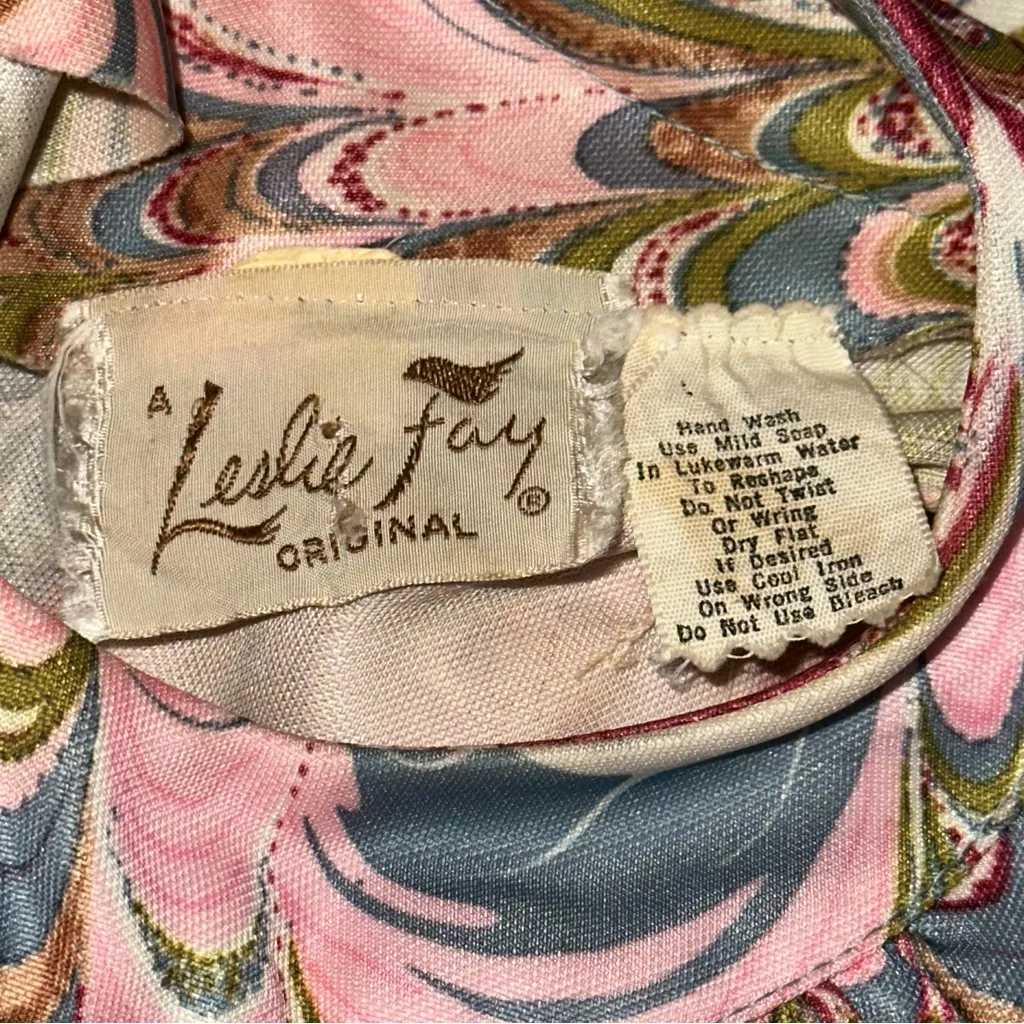 A
Leslie Fay ®
ORIGINAL
Hand Wash
Use Mild Soap
In Lukewarm Water
To Reshape
Do Not Twist
Or Wring
Dry Flat
If Desired
Use Cool Iron
On Wrong Side
Do Not Use Bleach